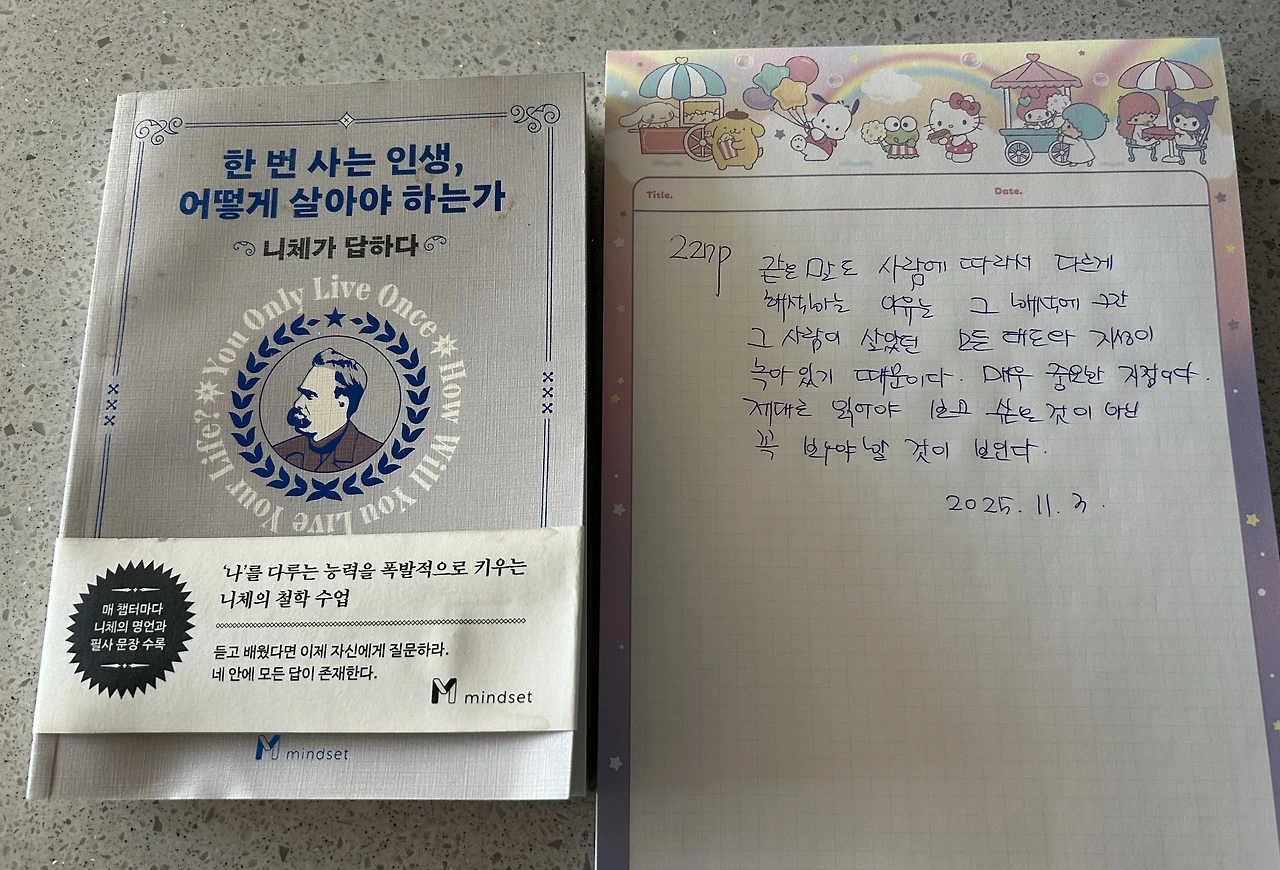 한 번 사는 인생,
어떻게 살아야 하는가
니체가 답하다
You Only Live Once
How Will You Live Your Life?
매 챕터마다
니체의 명언과
필사 문장 수록
'나'를 다루는 능력을 폭발적으로 키우는
니체의 철학 수업
듣고 배웠다면 이제 자신에게 질문하라.
네 안에 모든 답이 존재한다.
mindset
mindset
Title.
Date.
227p
같은 말도 사람에 따라서 다르게
해석하는 이유는 그 해석에 그간
그 사람이 살았던 모든 태도와 지성이
녹아 있기 때문이다. 매우 중요한 지점이다.
제대로 읽어야 보고 싶은 것이 아닌
꼭 봐야 할 것이 보인다.
2025. 11. 3.